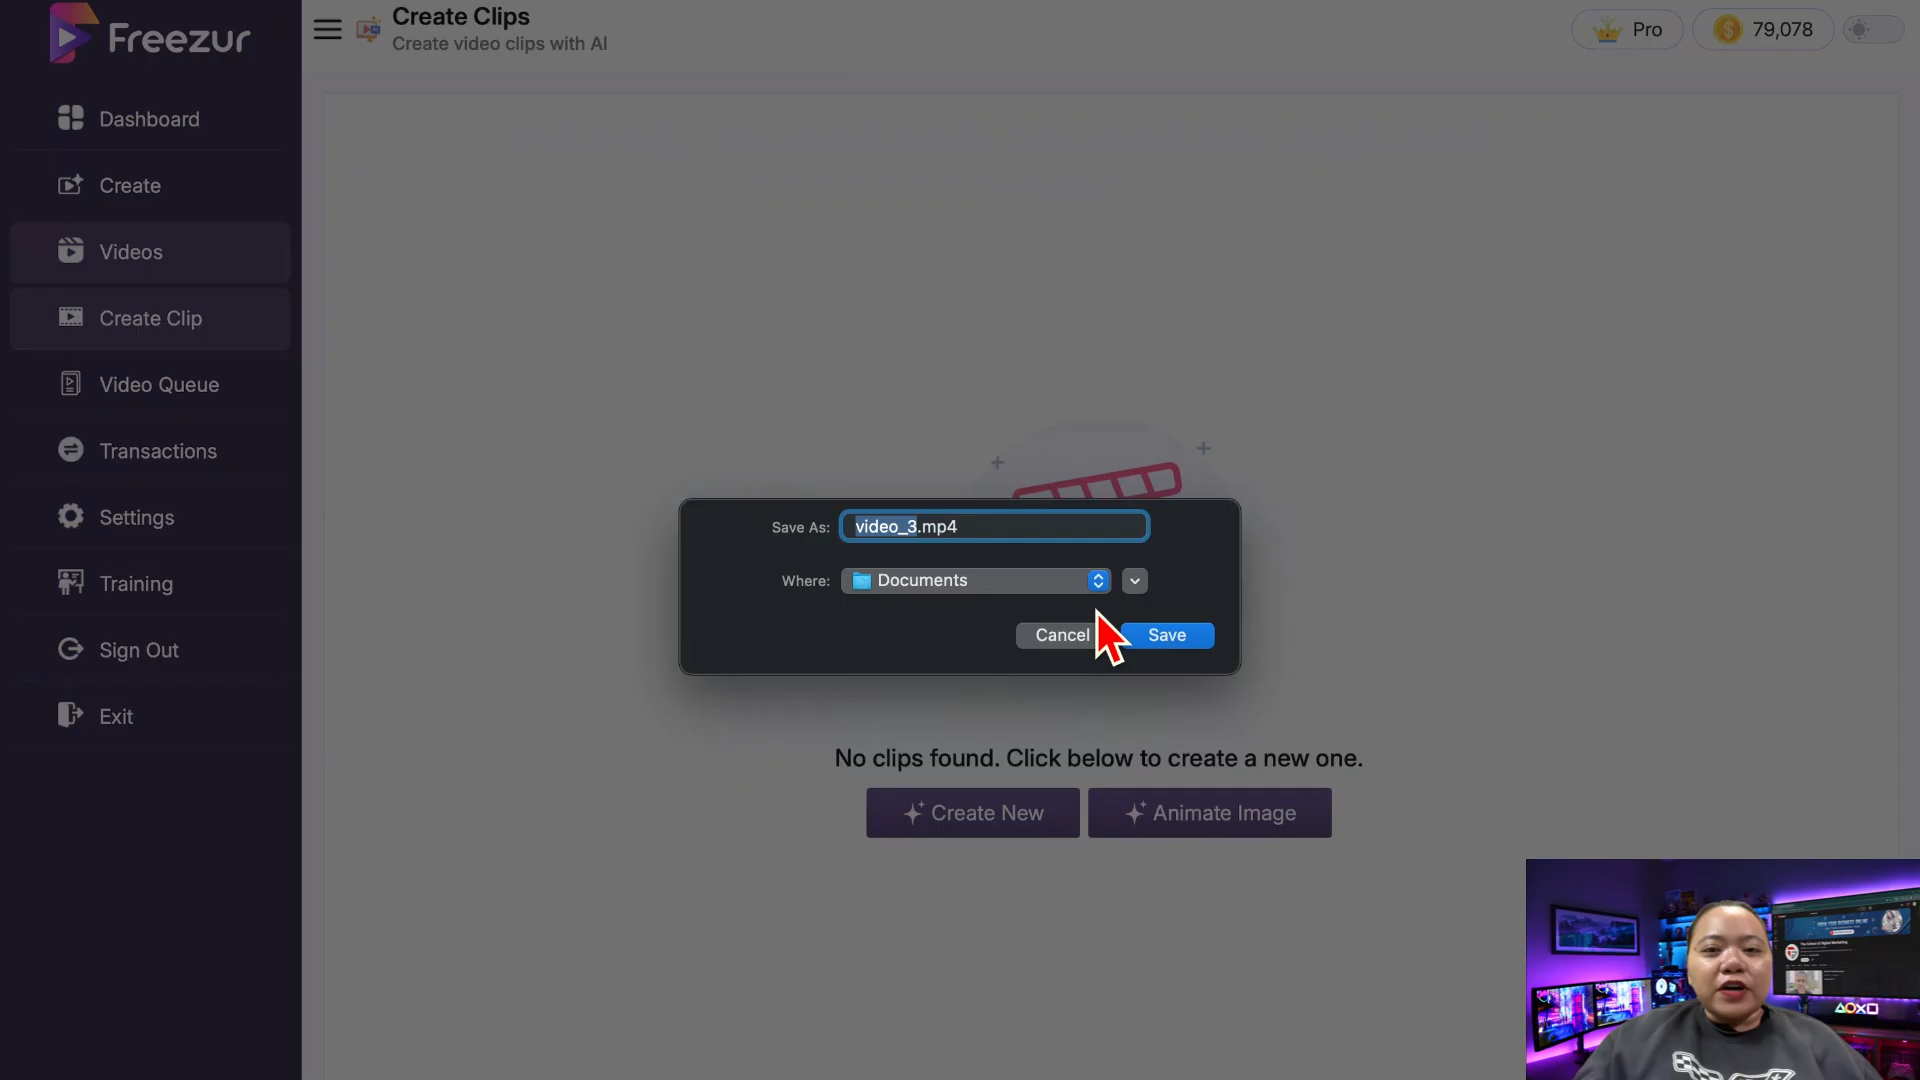 Freezur
Create Clips
Create video clips with AI
Pro
79,078
Dashboard
Create
Videos
Create Clip
Video Queue
Transactions
Settings
Training
Sign Out
Exit
Save As: video_3.mp4
Where: Documents
Cancel
Save
No clips found. Click below to create a new one.
Create New
Animate Image